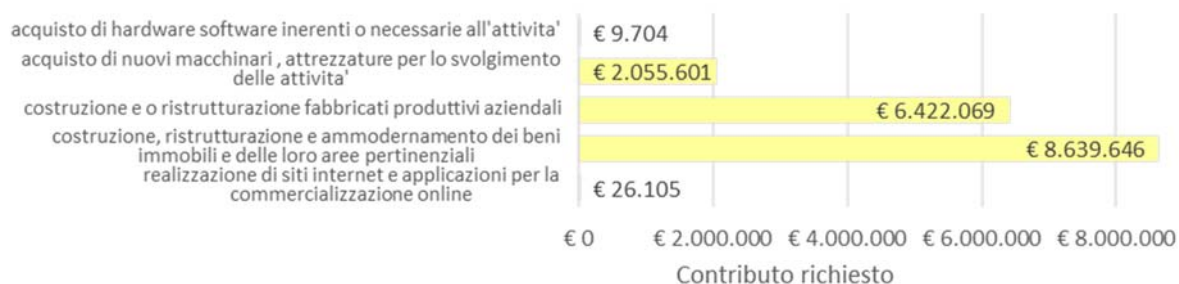 acquisto di hardware software inerenti o necessarie all'attivita'
€ 9.704
acquisto di nuovi macchinari , attrezzature per lo svolgimento
delle attivita'
€ 2.055.601
costruzione e o ristrutturazione fabbricati produttivi aziendali
€ 6.422.069
costruzione, ristrutturazione e ammodernamento dei beni
immobili e delle loro aree pertinenziali
€ 8.639.646
realizzazione di siti internet e applicazioni per la
commercializzazione online
€ 26.105
€ 0 € 2.000.000 € 4.000.000 € 6.000.000 € 8.000.000
Contributo richiesto